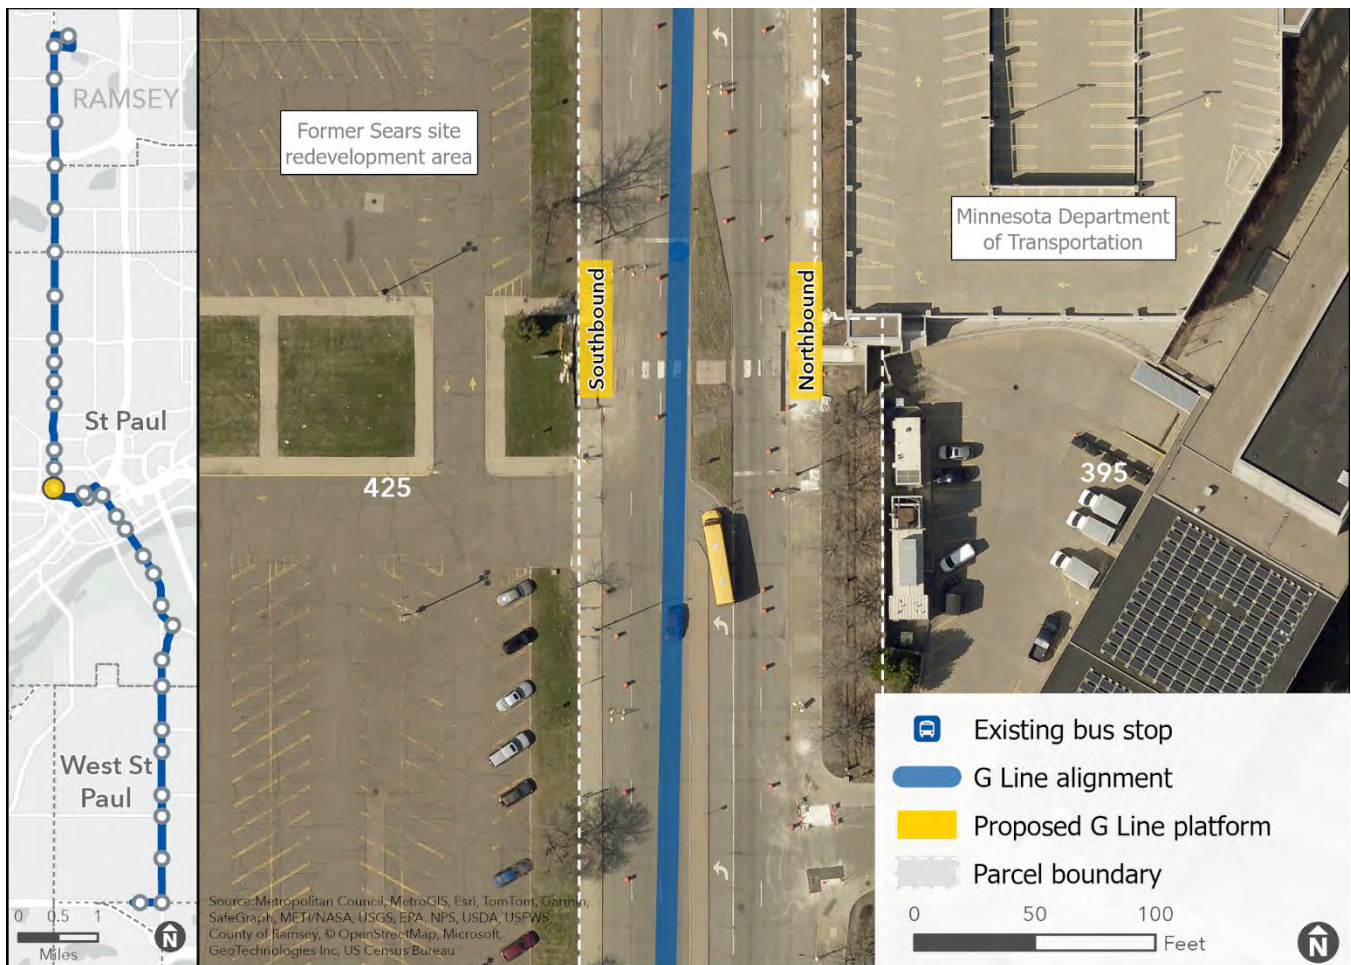 RAMSEY
St Paul
West St
Paul
0 0.5 1
Miles
N
Former Sears site
redevelopment area
Minnesota Department
of Transportation
Southbound
Northbound
425
395
Existing bus stop
G Line alignment
Proposed G Line platform
Parcel boundary
0 50 100
Feet
N
Source:Metropolitan Council, MetroGIS, Esri, TomTom, Garmin,
SafeGraph, METI/NASA, USGS, EPA, NPS, USDA, USFWS,
County of Ramsey, © OpenStreetMap, Microsoft,
GeoTechnologies Inc, US Census Bureau